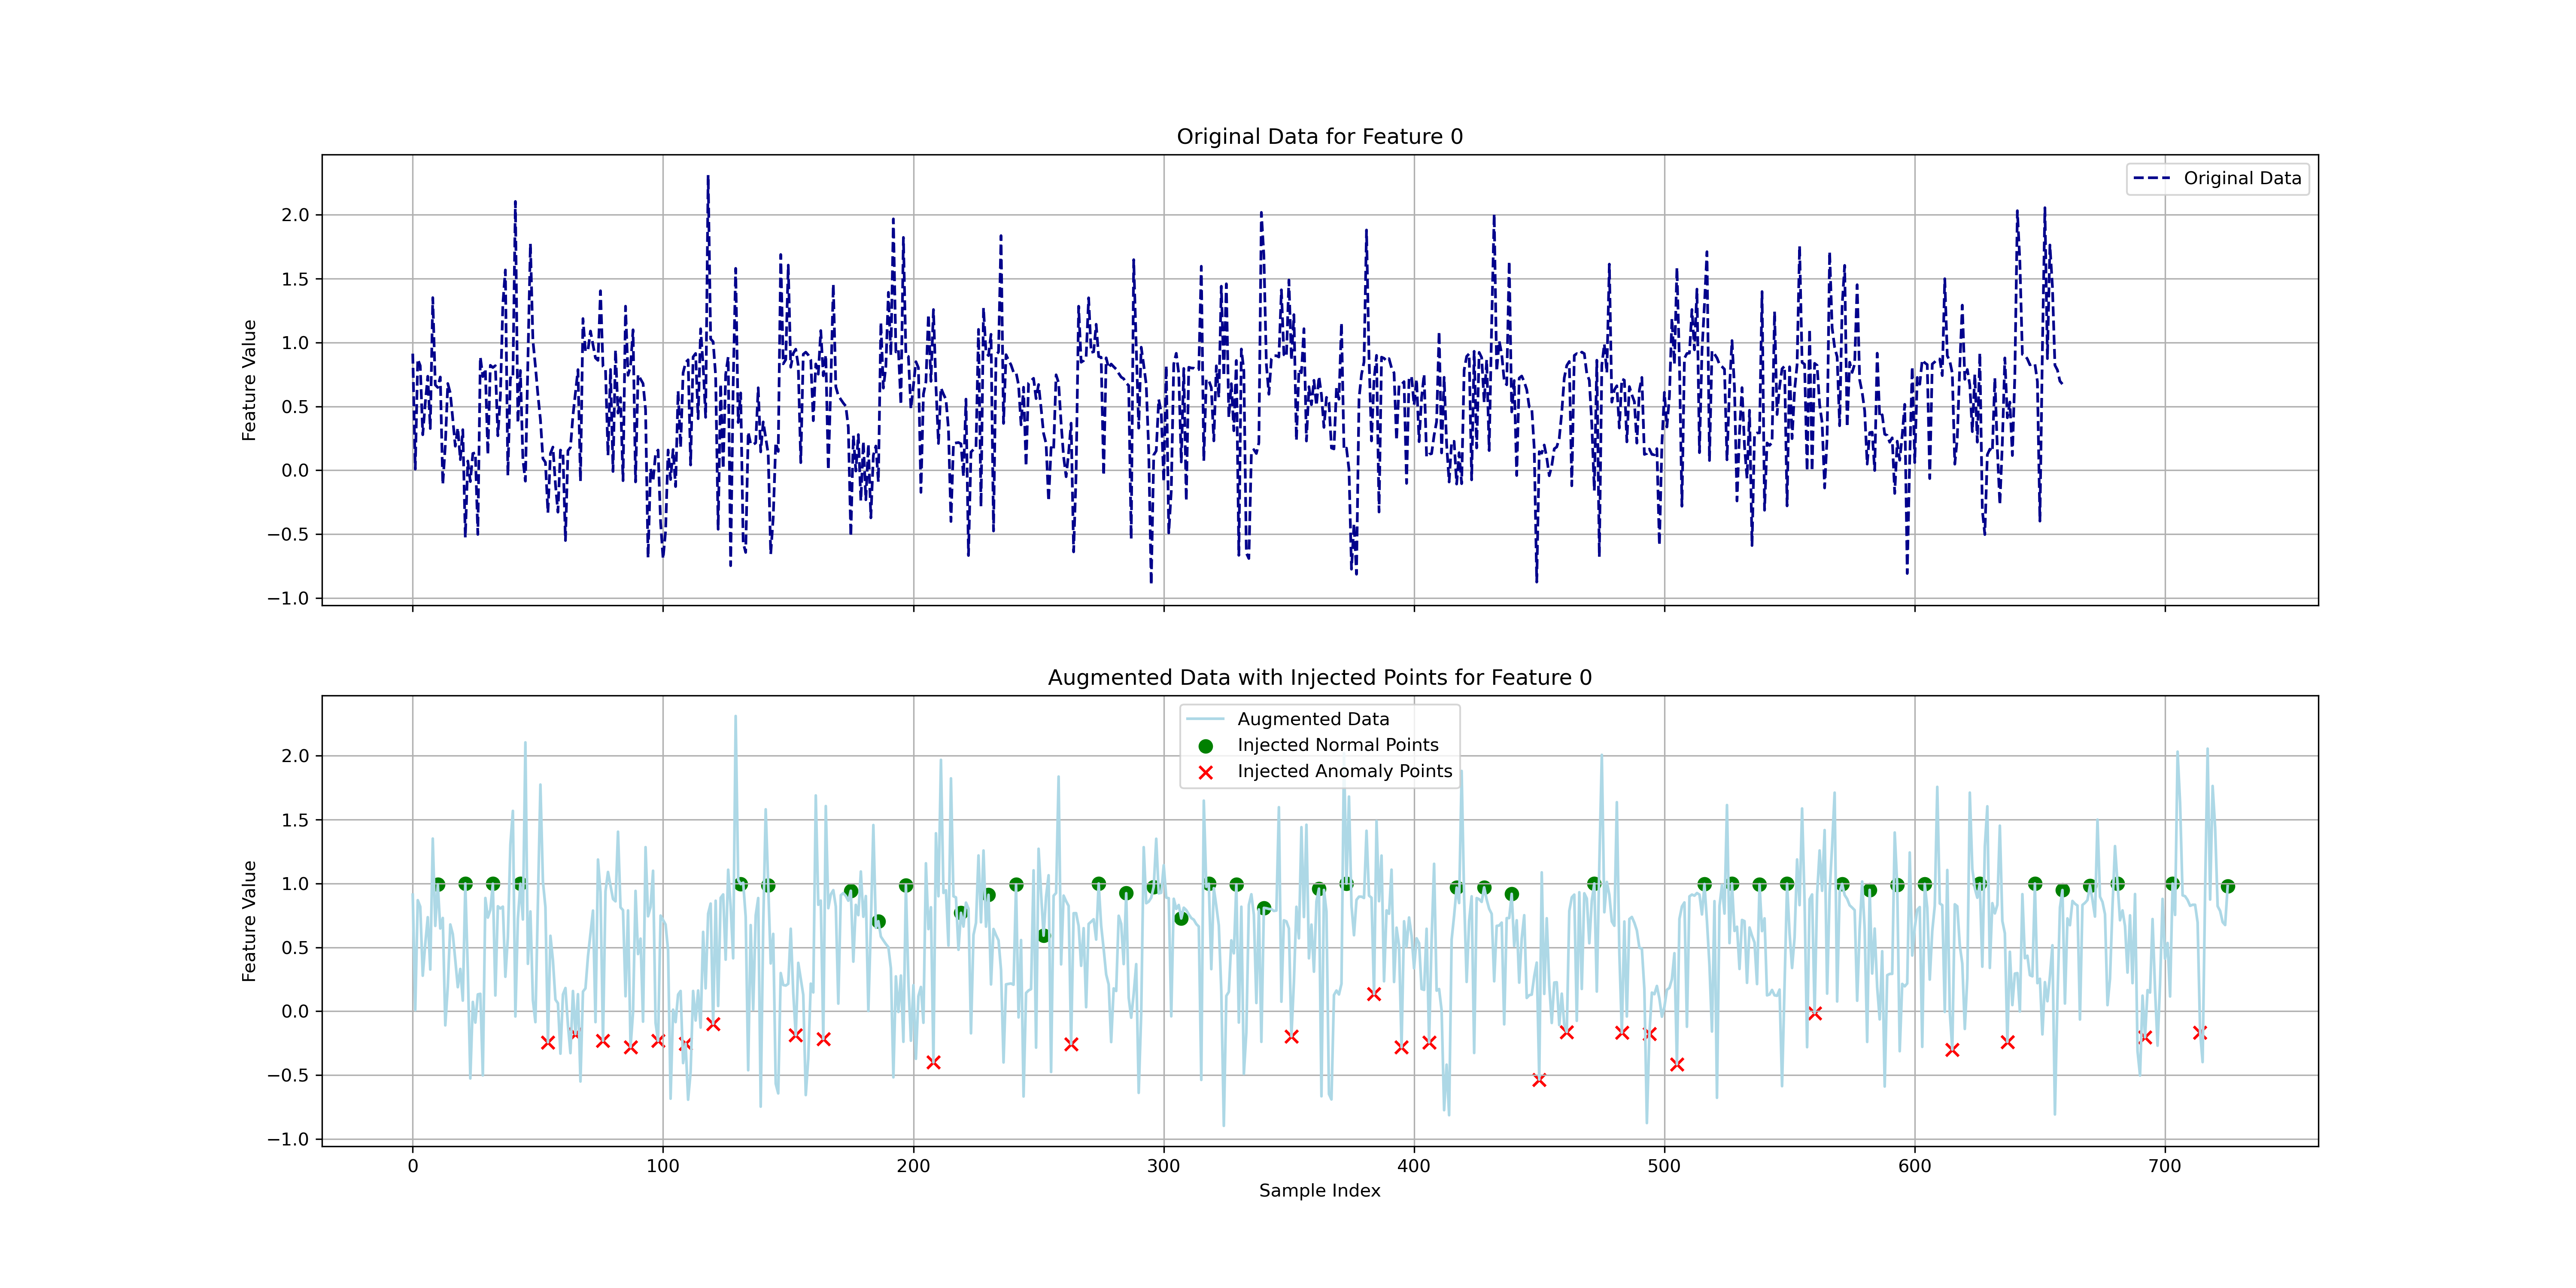 Original Data for Feature 0
Original Data
Feature Value
2.0
1.5
1.0
0.5
0.0
−0.5
−1.0
Augmented Data with Injected Points for Feature 0
Augmented Data
Injected Normal Points
Injected Anomaly Points
Feature Value
2.0
1.5
1.0
0.5
0.0
−0.5
−1.0
0 100 200 300 400 500 600 700
Sample Index